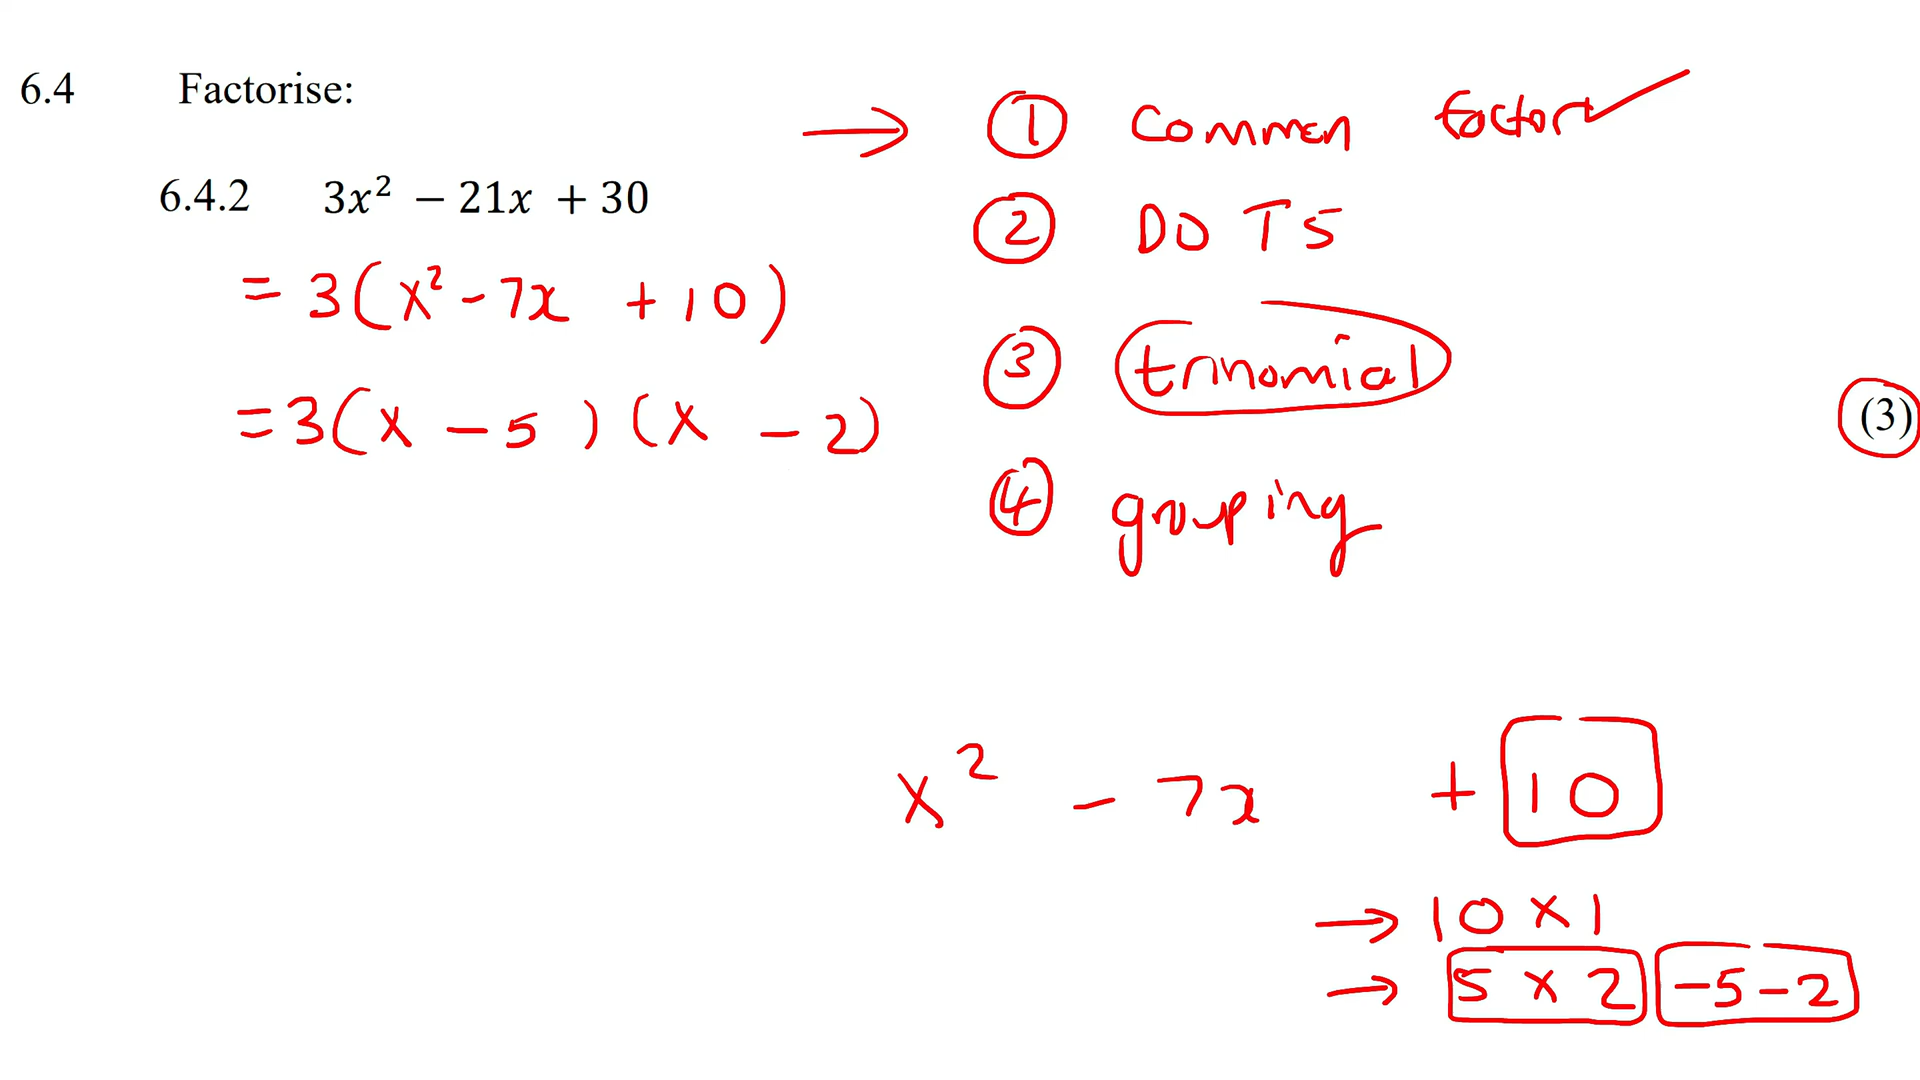 6.4 Factorise:
6.4.2 3x² − 21x + 30
= 3(x² - 7x + 10)
= 3(x - 5)(x - 2)
→ ① Common factor
② DOTS
③ trinomial
④ grouping
(3)
x² - 7x + 10
→ 10 × 1
→ 5 × 2 -5-2